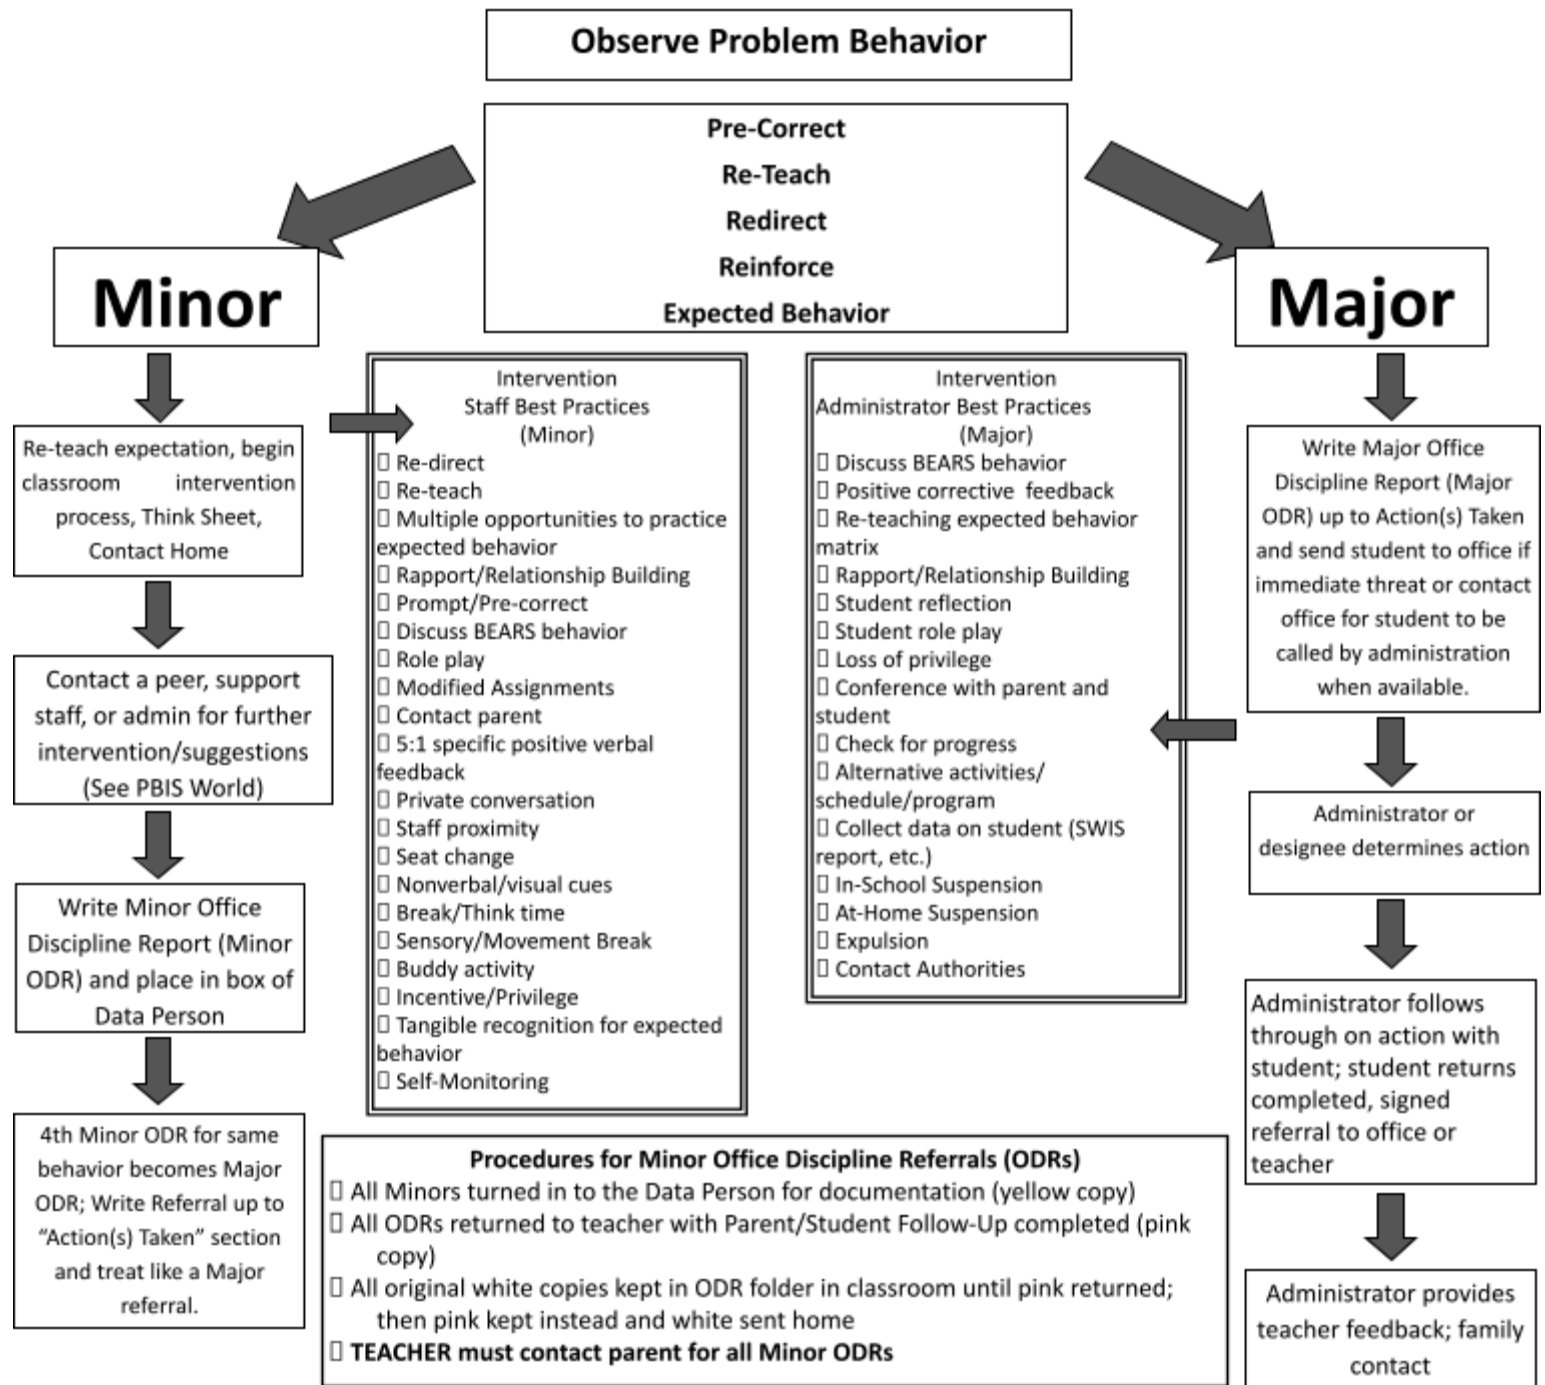 Observe Problem Behavior
Pre-Correct
Re-Teach
Redirect
Reinforce
Expected Behavior
Minor
Re-teach expectation, begin
classroom intervention
process, Think Sheet,
Contact Home
Contact a peer, support
staff, or admin for further
intervention/suggestions
(See PBIS World)
Write Minor Office
Discipline Report (Minor
ODR) and place in box of
Data Person
4th Minor ODR for same
behavior becomes Major
ODR; Write Referral up to
“Action(s) Taken” section
and treat like a Major
referral.
Intervention
Staff Best Practices
(Minor)
▯ Re-direct
▯ Re-teach
▯ Multiple opportunities to practice
expected behavior
▯ Rapport/Relationship Building
▯ Prompt/Pre-correct
▯ Discuss BEARS behavior
▯ Role play
▯ Modified Assignments
▯ Contact parent
▯ 5:1 specific positive verbal
feedback
▯ Private conversation
▯ Staff proximity
▯ Seat change
▯ Nonverbal/visual cues
▯ Break/Think time
▯ Sensory/Movement Break
▯ Buddy activity
▯ Incentive/Privilege
▯ Tangible recognition for expected
behavior
▯ Self-Monitoring
Intervention
Administrator Best Practices
(Major)
▯ Discuss BEARS behavior
▯ Positive corrective feedback
▯ Re-teaching expected behavior
matrix
▯ Rapport/Relationship Building
▯ Student reflection
▯ Student role play
▯ Loss of privilege
▯ Conference with parent and
student
▯ Check for progress
▯ Alternative activities/
schedule/program
▯ Collect data on student (SWIS
report, etc.)
▯ In-School Suspension
▯ At-Home Suspension
▯ Expulsion
▯ Contact Authorities
Major
Write Major Office
Discipline Report (Major
ODR) up to Action(s) Taken
and send student to office if
immediate threat or contact
office for student to be
called by administration
when available.
Administrator or
designee determines action
Administrator follows
through on action with
student; student returns
completed, signed
referral to office or
teacher
Administrator provides
teacher feedback; family
contact
Procedures for Minor Office Discipline Referrals (ODRs)
▯ All Minors turned in to the Data Person for documentation (yellow copy)
▯ All ODRs returned to teacher with Parent/Student Follow-Up completed (pink
copy)
▯ All original white copies kept in ODR folder in classroom until pink returned;
then pink kept instead and white sent home
▯ TEACHER must contact parent for all Minor ODRs